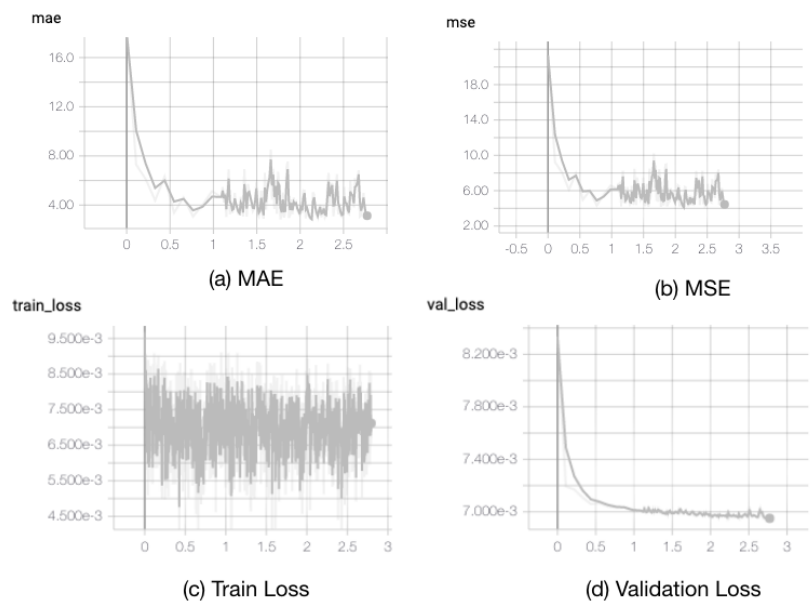 mae
16.0
12.0
8.00
4.00
0 0.5 1 1.5 2 2.5
(a) MAE
mse
18.0
14.0
10.0
6.00
2.00
-0.5 0 0.5 1 1.5 2 2.5 3 3.5
(b) MSE
train_loss
9.500e-3
8.500e-3
7.500e-3
6.500e-3
5.500e-3
4.500e-3
0 0.5 1 1.5 2 2.5 3
(c) Train Loss
val_loss
8.200e-3
7.800e-3
7.400e-3
7.000e-3
0 0.5 1 1.5 2 2.5 3
(d) Validation Loss